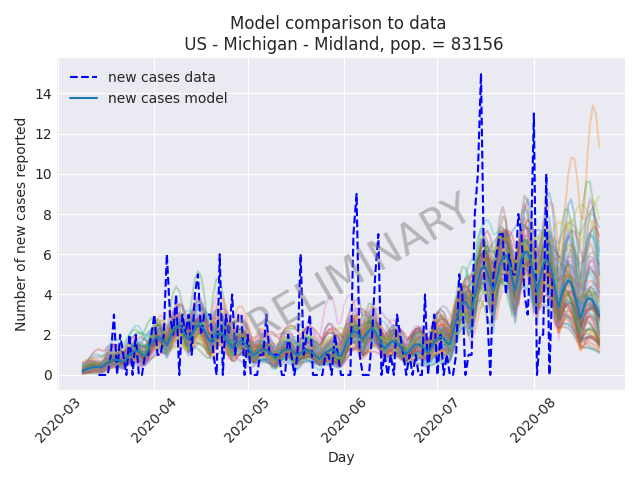 Model comparison to data
US - Michigan - Midland, pop. = 83156
new cases data
new cases model
PRELIMINARY
Number of new cases reported
14
12
10
8
6
4
2
0
2020-03
2020-04
2020-05
2020-06
2020-07
2020-08
Day